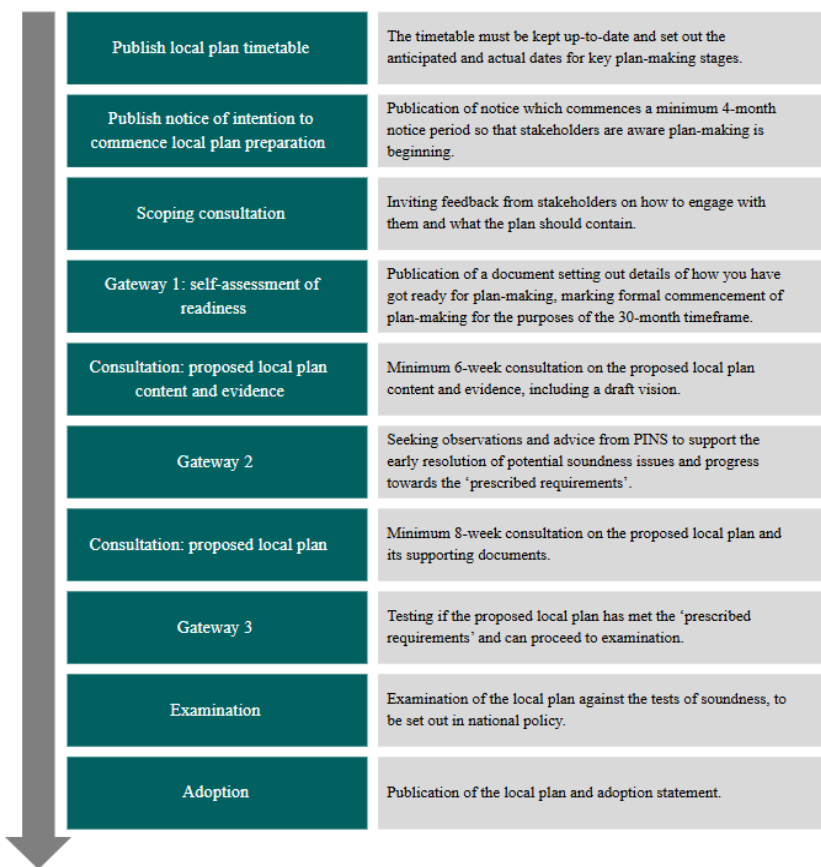 Publish local plan timetable
The timetable must be kept up-to-date and set out the
anticipated and actual dates for key plan-making stages.
Publish notice of intention to
commence local plan preparation
Publication of notice which commences a minimum 4-month
notice period so that stakeholders are aware plan-making is
beginning.
Scoping consultation
Inviting feedback from stakeholders on how to engage with
them and what the plan should contain.
Gateway 1: self-assessment of
readiness
Publication of a document setting out details of how you have
got ready for plan-making, marking formal commencement of
plan-making for the purposes of the 30-month timeframe.
Consultation: proposed local plan
content and evidence
Minimum 6-week consultation on the proposed local plan
content and evidence, including a draft vision.
Gateway 2
Seeking observations and advice from PINS to support the
early resolution of potential soundness issues and progress
towards the ‘prescribed requirements’.
Consultation: proposed local plan
Minimum 8-week consultation on the proposed local plan and
its supporting documents.
Gateway 3
Testing if the proposed local plan has met the ‘prescribed
requirements’ and can proceed to examination.
Examination
Examination of the local plan against the tests of soundness, to
be set out in national policy.
Adoption
Publication of the local plan and adoption statement.